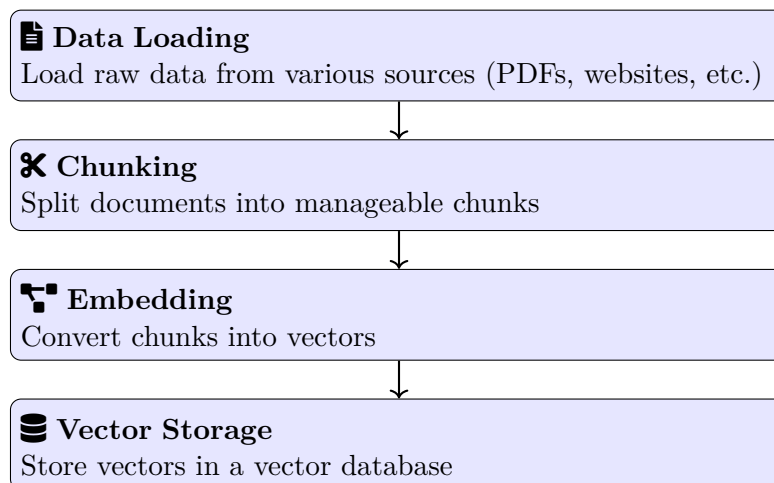 Data Loading
Load raw data from various sources (PDFs, websites, etc.)
Chunking
Split documents into manageable chunks
Embedding
Convert chunks into vectors
Vector Storage
Store vectors in a vector database